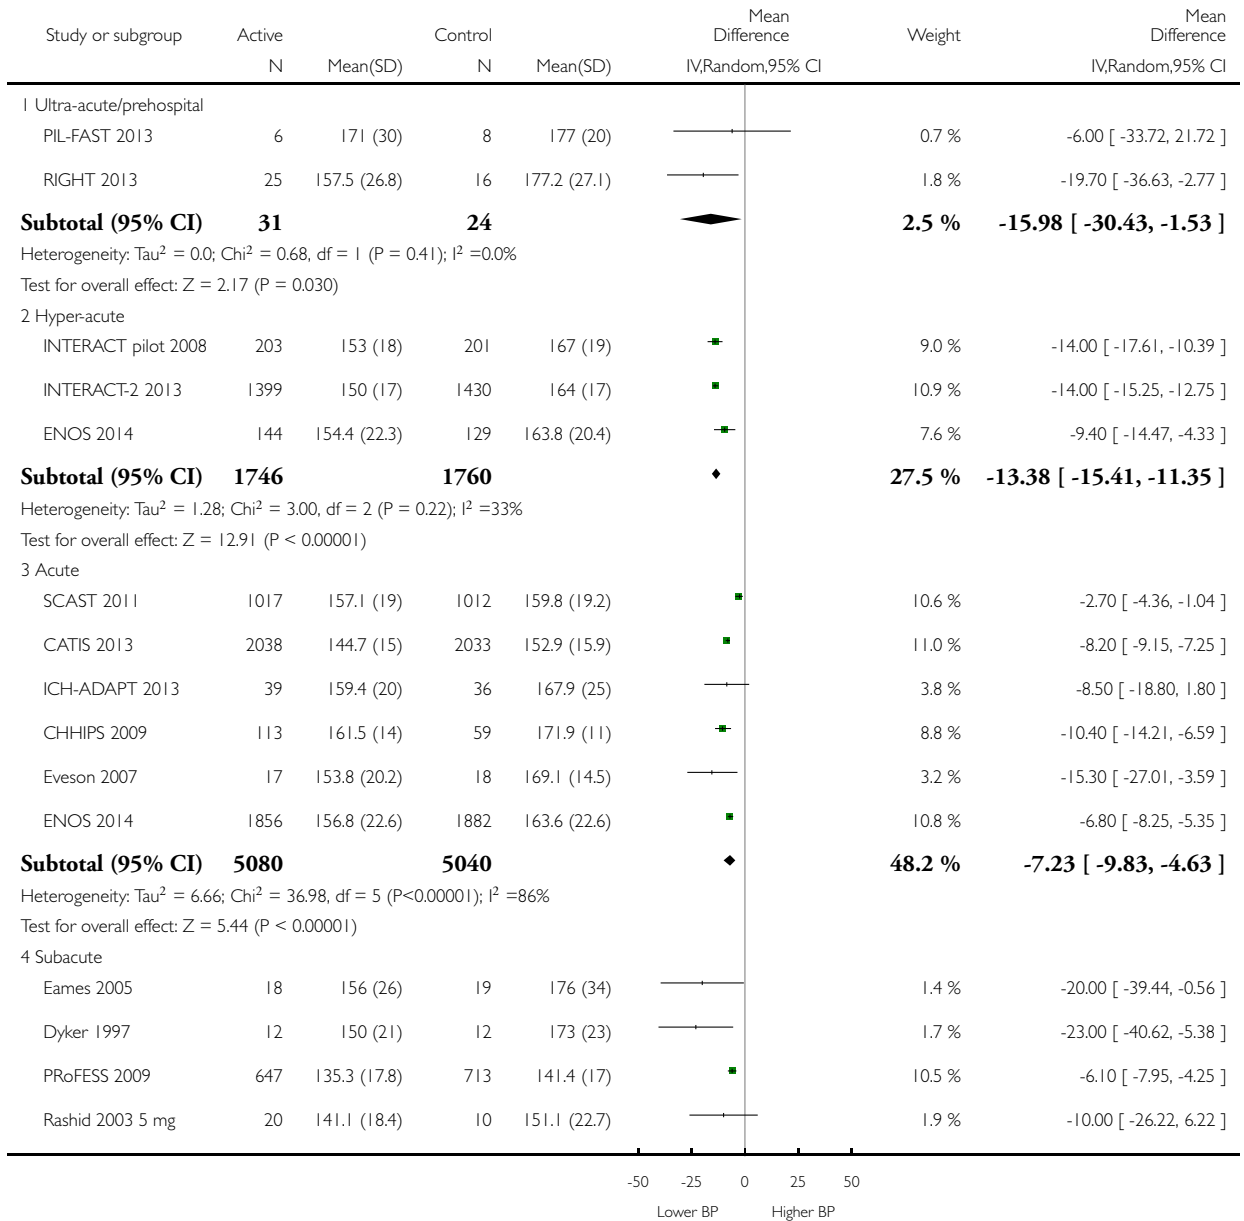 Study or subgroup Active Control Mean Difference Weight Mean Difference
N Mean(SD) N Mean(SD) IV,Random,95% CI IV,Random,95% CI
1 Ultra-acute/prehospital
PIL-FAST 2013 6 171 (30) 8 177 (20) 0.7 % -6.00 [ -33.72, 21.72 ]
RIGHT 2013 25 157.5 (26.8) 16 177.2 (27.1) 1.8 % -19.70 [ -36.63, -2.77 ]
Subtotal (95% CI) 31 24 2.5 % -15.98 [ -30.43, -1.53 ]
Heterogeneity: Tau² = 0.0; Chi² = 0.68, df = 1 (P = 0.41); I² =0.0%
Test for overall effect: Z = 2.17 (P = 0.030)
2 Hyper-acute
INTERACT pilot 2008 203 153 (18) 201 167 (19) 9.0 % -14.00 [ -17.61, -10.39 ]
INTERACT-2 2013 1399 150 (17) 1430 164 (17) 10.9 % -14.00 [ -15.25, -12.75 ]
ENOS 2014 144 154.4 (22.3) 129 163.8 (20.4) 7.6 % -9.40 [ -14.47, -4.33 ]
Subtotal (95% CI) 1746 1760 27.5 % -13.38 [ -15.41, -11.35 ]
Heterogeneity: Tau² = 1.28; Chi² = 3.00, df = 2 (P = 0.22); I² =33%
Test for overall effect: Z = 12.91 (P < 0.00001)
3 Acute
SCAST 2011 1017 157.1 (19) 1012 159.8 (19.2) 10.6 % -2.70 [ -4.36, -1.04 ]
CATIS 2013 2038 144.7 (15) 2033 152.9 (15.9) 11.0 % -8.20 [ -9.15, -7.25 ]
ICH-ADAPT 2013 39 159.4 (20) 36 167.9 (25) 3.8 % -8.50 [ -18.80, 1.80 ]
CHHIPS 2009 113 161.5 (14) 59 171.9 (11) 8.8 % -10.40 [ -14.21, -6.59 ]
Eveson 2007 17 153.8 (20.2) 18 169.1 (14.5) 3.2 % -15.30 [ -27.01, -3.59 ]
ENOS 2014 1856 156.8 (22.6) 1882 163.6 (22.6) 10.8 % -6.80 [ -8.25, -5.35 ]
Subtotal (95% CI) 5080 5040 48.2 % -7.23 [ -9.83, -4.63 ]
Heterogeneity: Tau² = 6.66; Chi² = 36.98, df = 5 (P<0.00001); I² =86%
Test for overall effect: Z = 5.44 (P < 0.00001)
4 Subacute
Eames 2005 18 156 (26) 19 176 (34) 1.4 % -20.00 [ -39.44, -0.56 ]
Dyker 1997 12 150 (21) 12 173 (23) 1.7 % -23.00 [ -40.62, -5.38 ]
PRoFESS 2009 647 135.3 (17.8) 713 141.4 (17) 10.5 % -6.10 [ -7.95, -4.25 ]
Rashid 2003 5 mg 20 141.1 (18.4) 10 151.1 (22.7) 1.9 % -10.00 [ -26.22, 6.22 ]
-50 -25 0 25 50
Lower BP Higher BP